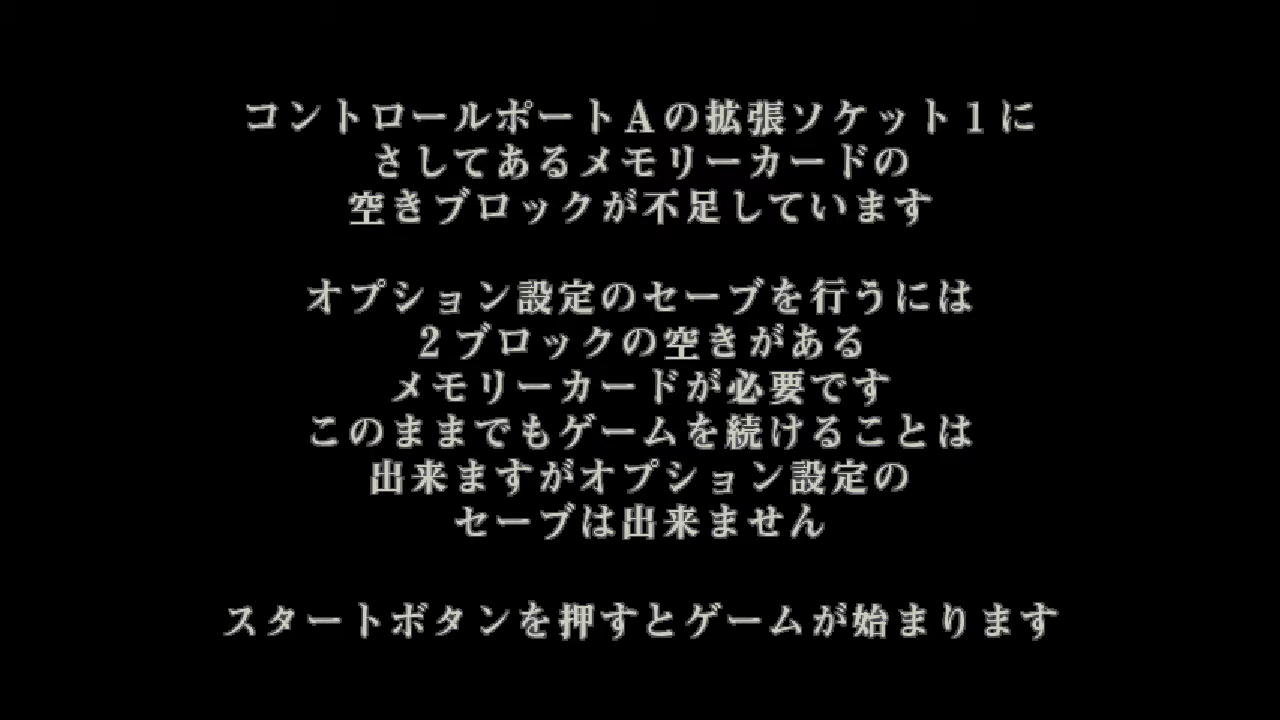 コントロールポートAの拡張ソケット1に
さしてあるメモリーカードの
空きブロックが不足しています
オプション設定のセーブを行うには
2ブロックの空きがある
メモリーカードが必要です
このままでもゲームを続けることは
出来ますがオプション設定の
セーブは出来ません
スタートボタンを押すとゲームが始まります